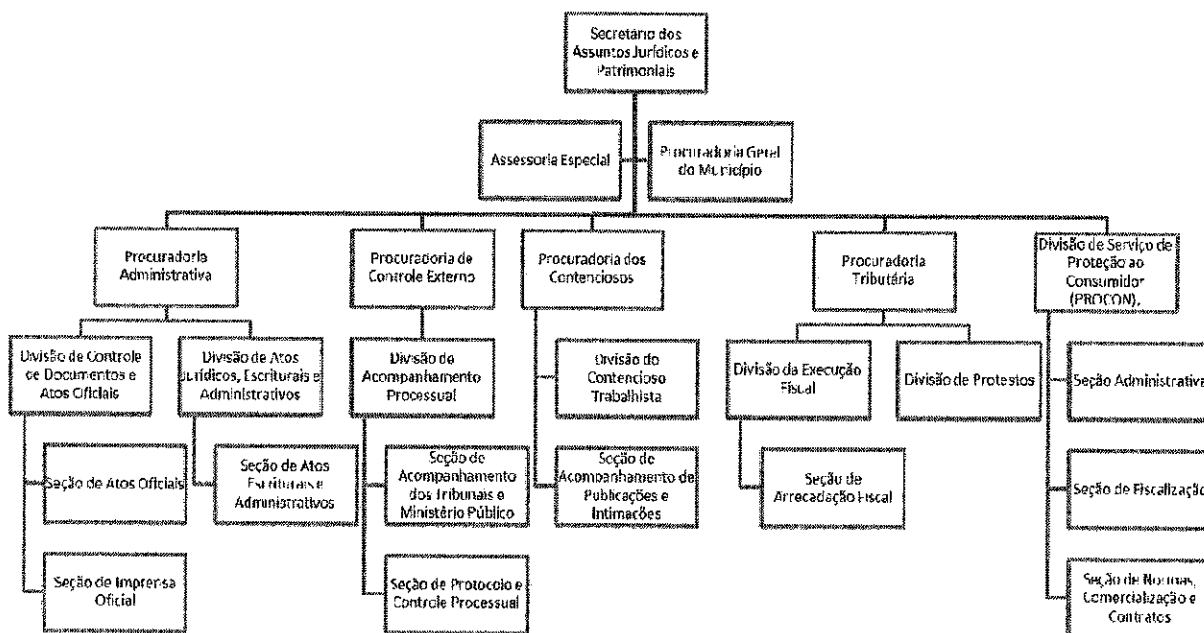 Secretário dos
Assuntos Jurídicos e
Patrimoniais
Assessoria Especial
Procuradoria Geral
do Município
Procuradoria
Administrativa
Procuradoria de
Controle Externo
Procuradoria dos
Contenciosos
Procuradoria
Tributária
Divisão de Serviço de
Proteção ao
Consumidor
(PROCON),
Divisão de Controle
de Documentos e
Atos Oficiais
Divisão de Atos
Jurídicos, Escriturais e
Administrativos
Divisão de
Acompanhamento
Processual
Divisão do
Contencioso
Trabalhista
Divisão da Execução
Fiscal
Divisão de Protestos
Seção Administrativa
Seção de Atos Oficiais
Seção de Atos
Escriturais e
Administrativos
Seção de
Acompanhamento
dos Tribunais e
Ministério Público
Seção de
Acompanhamento de
Publicações e
Intimações
Seção de
Arrecadação Fiscal
Seção de Fiscalização
Seção de Imprensa
Oficial
Seção de Protocolo e
Controle Processual
Seção de Normas,
Comercialização e
Contratos